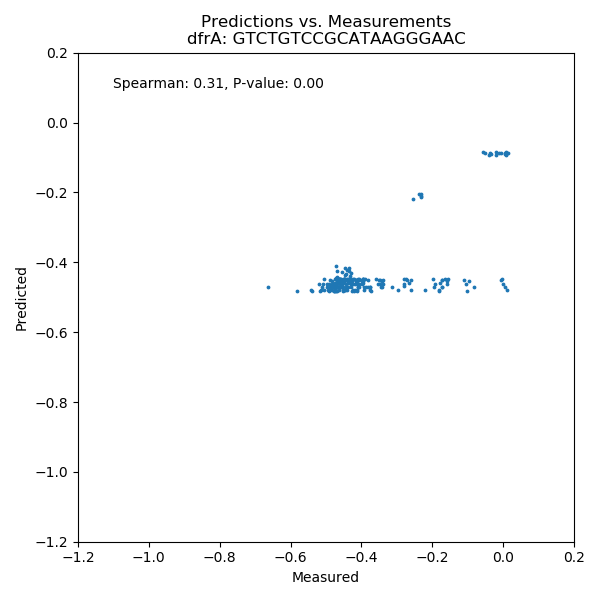 Predictions vs. Measurements
dfrA: GTCTGTCCGCATAAGGGAAC
Spearman: 0.31, P-value: 0.00
0.2
0.0
−0.2
−0.4
−0.6
−0.8
−1.0
−1.2
Predicted
−1.2 −1.0 −0.8 −0.6 −0.4 −0.2 0.0 0.2
Measured